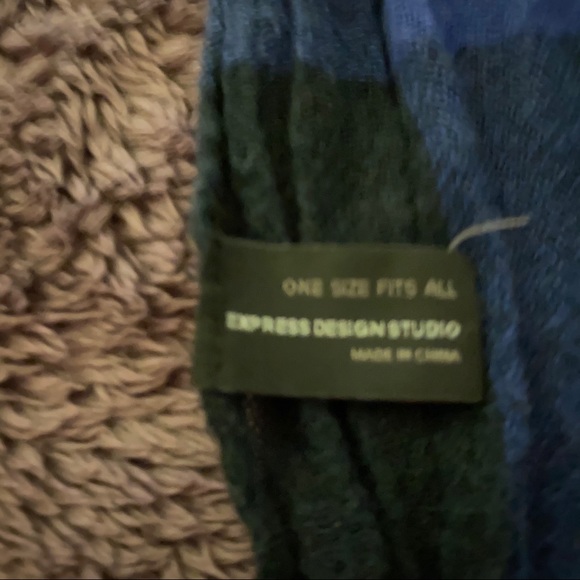 ONE SIZE FITS ALL
EXPRESS DESIGN STUDIO
MADE IN CHINA